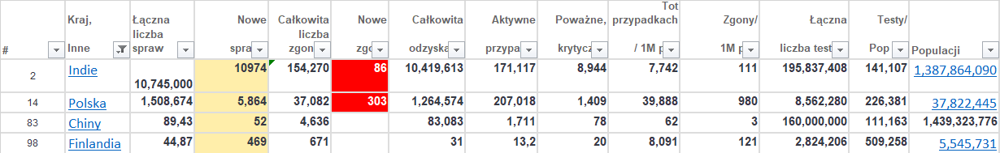 # Kraj, Inne Łączna liczba spraw Nowe spraw Całkowita liczba zgon Nowe zgo Całkowita odzyska Aktywne przypa Poważne, krytycz Tot przypadkach / 1M p Zgony/ 1M p Łączna liczba test Testy/ Pop Populacji
2 Indie 10,745,000 10974 154,270 86 10,419,613 171,117 8,944 7,742 111 195,837,408 141,107 1,387,864,090
14 Polska 1,508,674 5,864 37,082 303 1,264,574 207,018 1,409 39,888 980 8,562,280 226,381 37,822,445
83 Chiny 89,43 52 4,636 83,083 1,711 78 62 3 160,000,000 111,163 1,439,323,776
98 Finlandia 44,87 469 671 31 13,2 20 8,091 121 2,824,206 509,258 5,545,731